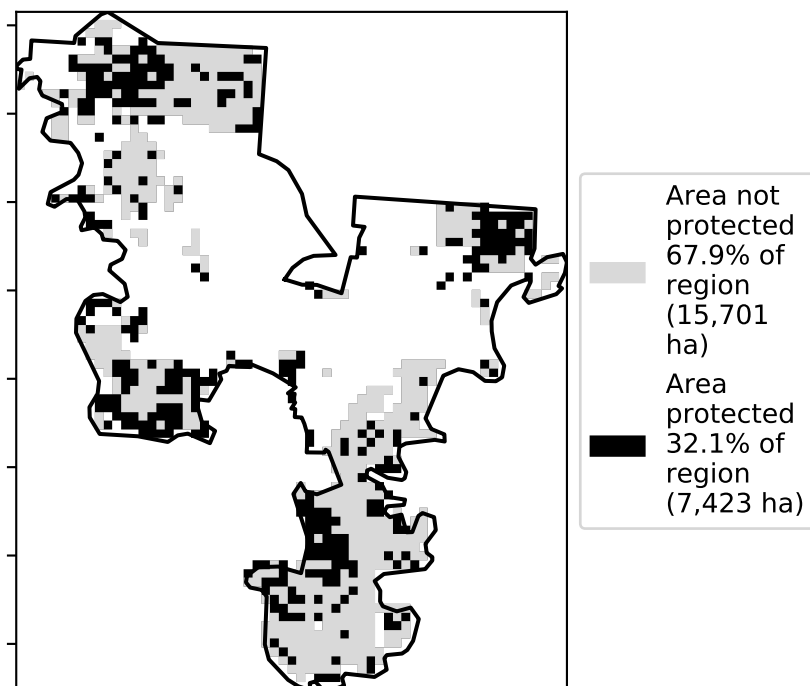 Area not
protected
67.9% of
region
(15,701
ha)
Area
protected
32.1% of
region
(7,423 ha)